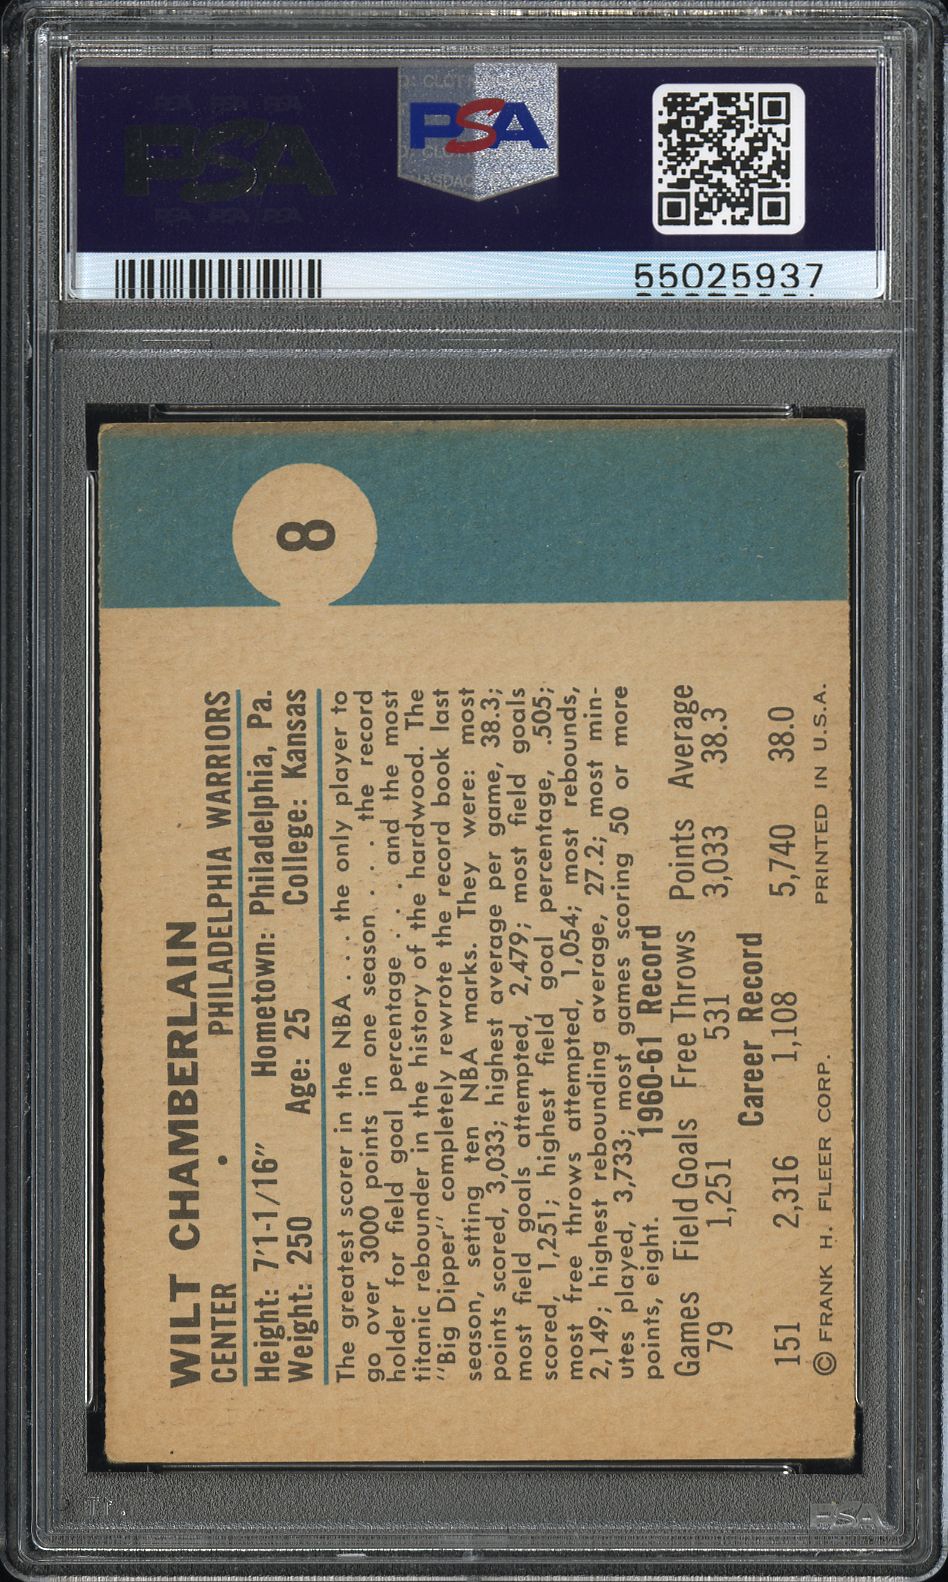 PSA
PSA
55025937
8
WILT CHAMBERLAIN
CENTER • PHILADELPHIA WARRIORS
Height: 7'1-1/16" Hometown: Philadelphia, Pa.
Weight: 250 Age: 25 College: Kansas
The greatest scorer in the NBA . . . the only player to
go over 3000 points in one season . . . the record
holder for field goal percentage . . . and the most
titanic rebounder in the history of the hardwood. The
"Big Dipper" completely rewrote the record book last
season, setting ten NBA marks. They were: most
points scored, 3,033; highest average per game, 38.3;
most field goals attempted, 2,479; most field goals
scored, 1,251; highest field goal percentage, .505;
most free throws attempted, 1,054; most rebounds,
2,149; highest rebounding average, 27.2; most min-
utes played, 3,733; most games scoring 50 or more
points, eight.
1960-61 Record
Games Field Goals Free Throws Points Average
79 1,251 531 3,033 38.3
Career Record
151 2,316 1,108 5,740 38.0
© FRANK H. FLEER CORP. PRINTED IN U.S.A.
PSA